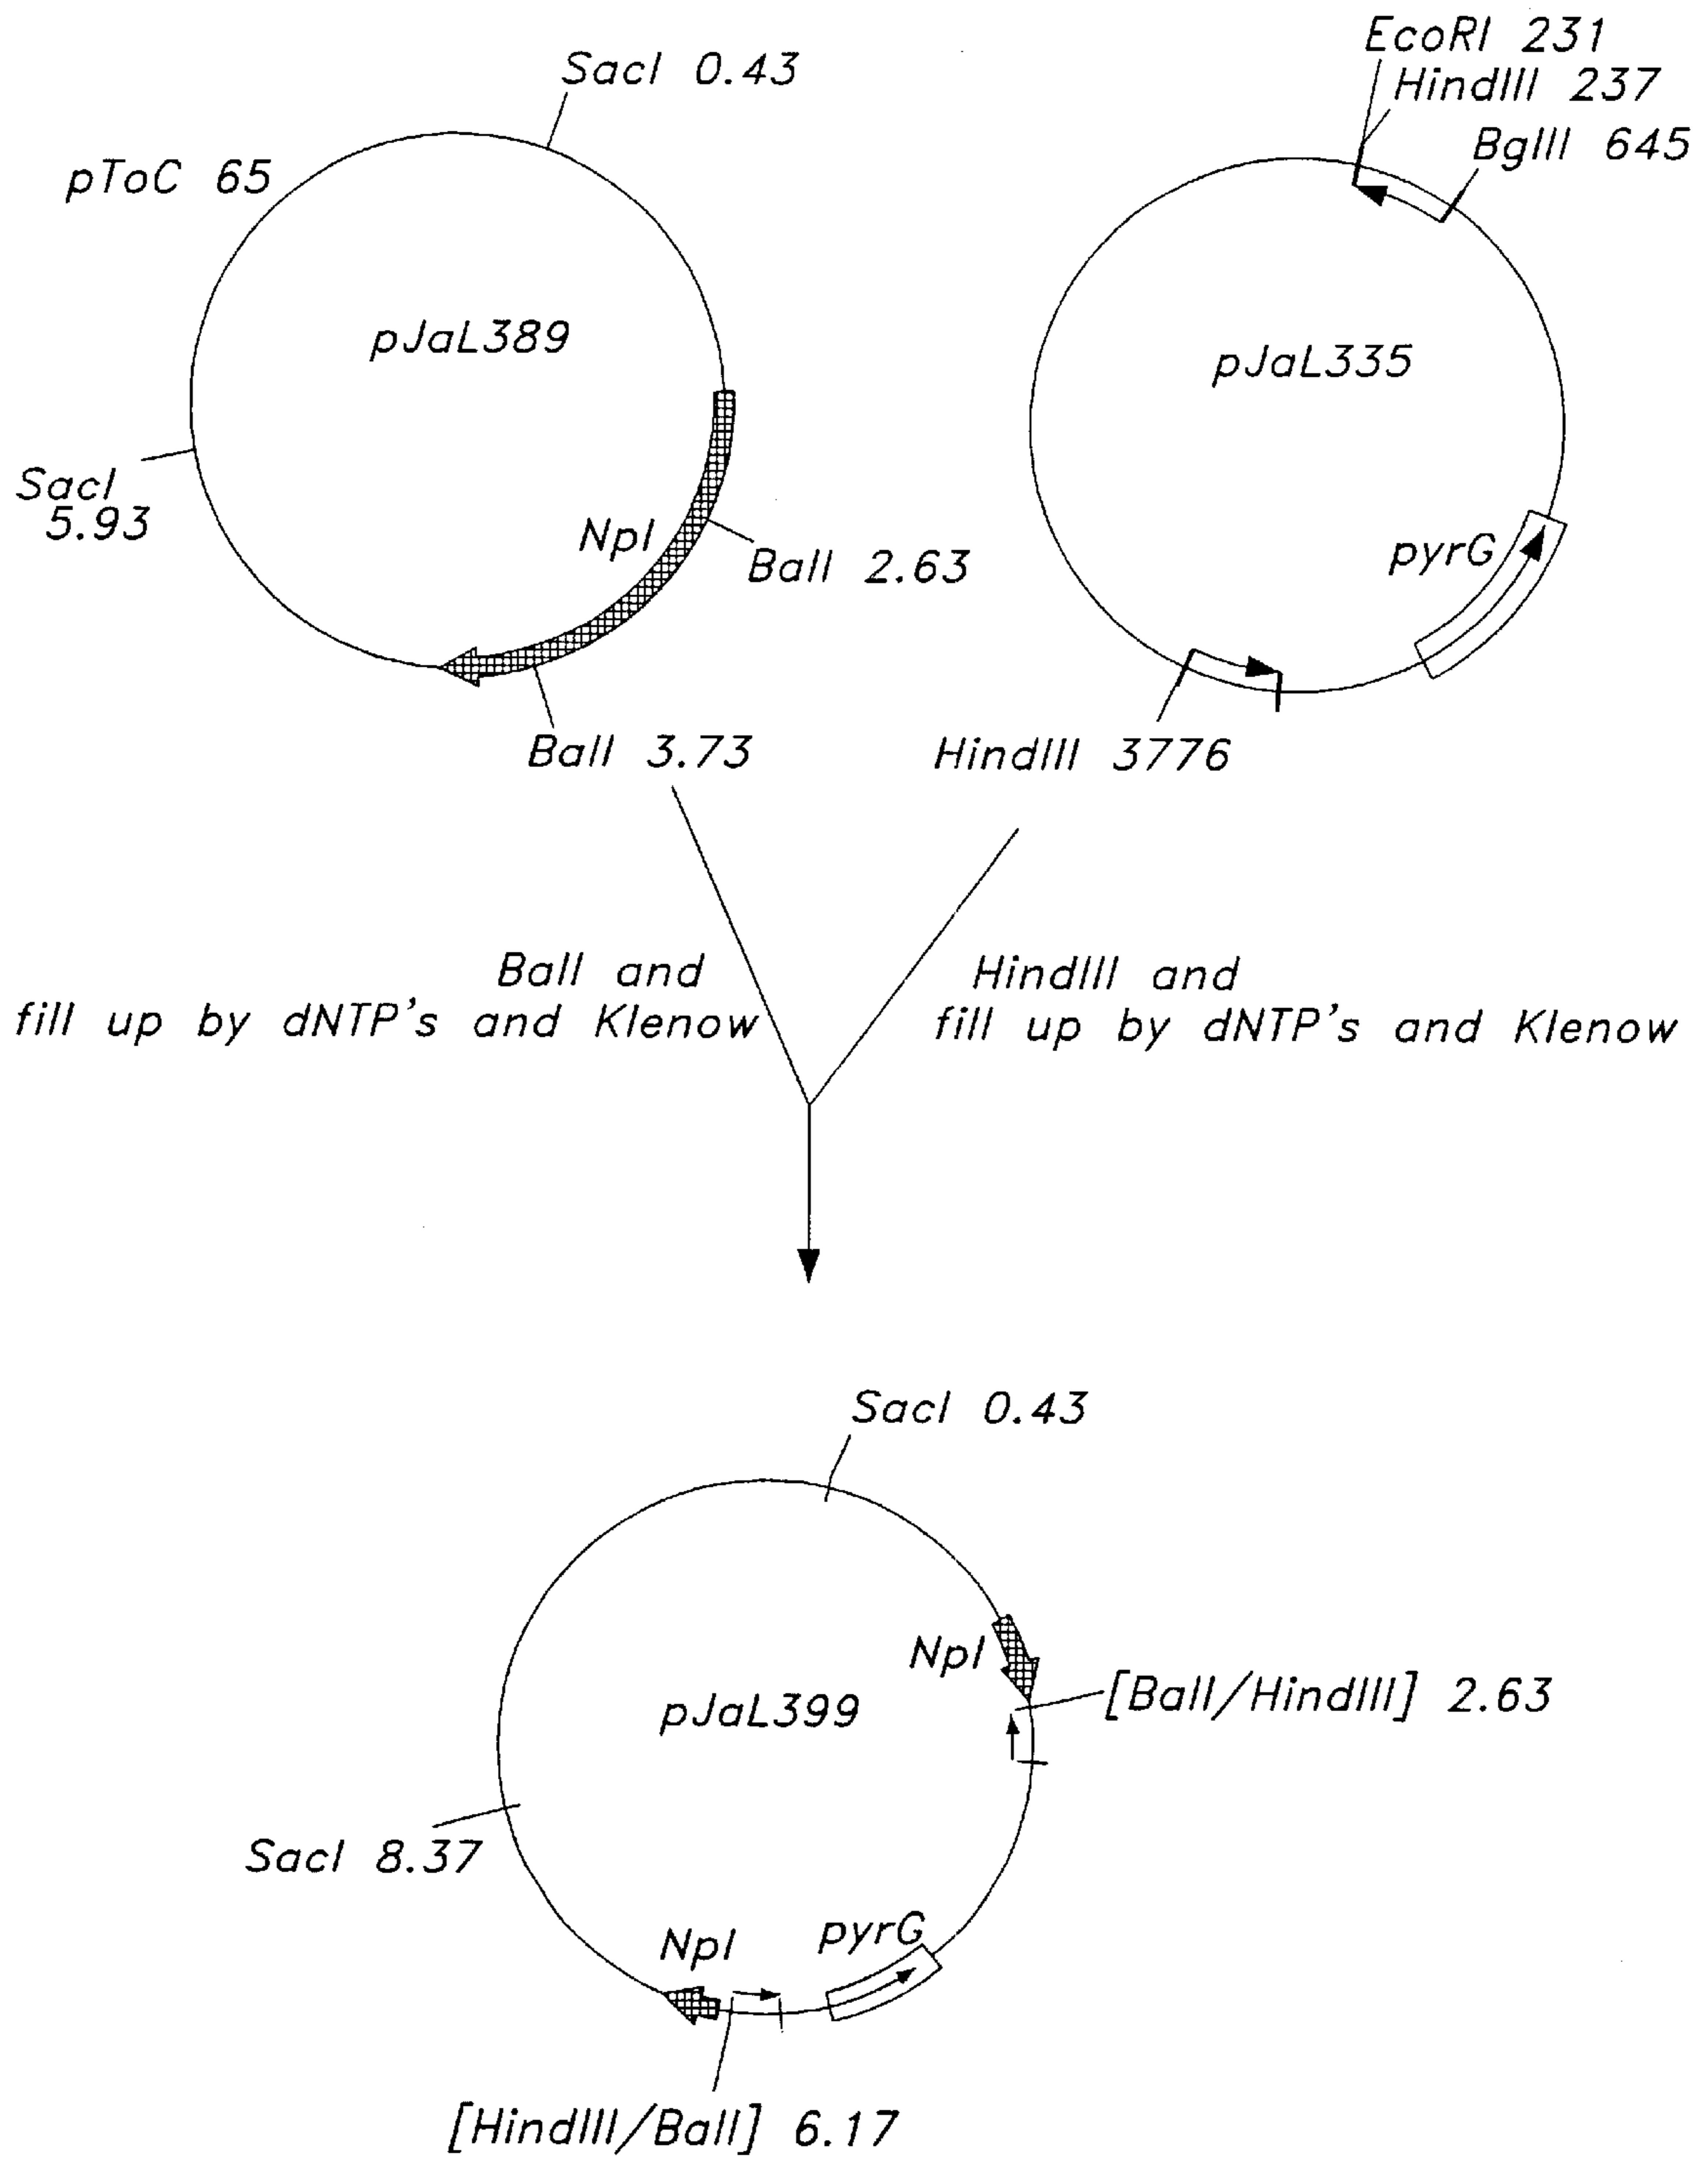 EcoRI 231
SacI 0.43
HindIII 237
BglII 645
pToC 65
pJaL389
pJaL335
SacI
5.93
NpI
BalI 2.63
pyrG
BalI 3.73
HindIII 3776
BalI and
fill up by dNTP's and Klenow
HindIII and
fill up by dNTP's and Klenow
SacI 0.43
NpI
[BalI/HindIII] 2.63
pJaL399
SacI 8.37
NpI
pyrG
[HindIII/BalI] 6.17